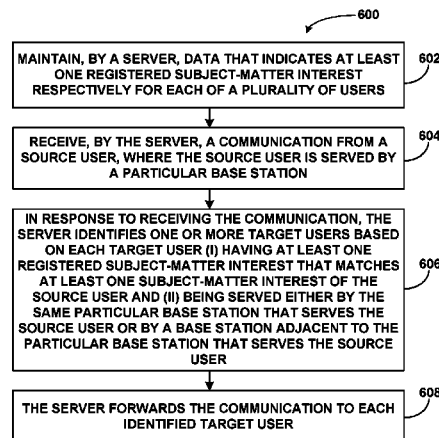 600
MAINTAIN, BY A SERVER, DATA THAT INDICATES AT LEAST
ONE REGISTERED SUBJECT-MATTER INTEREST
RESPECTIVELY FOR EACH OF A PLURALITY OF USERS
602
RECEIVE, BY THE SERVER, A COMMUNICATION FROM A
SOURCE USER, WHERE THE SOURCE USER IS SERVED BY
A PARTICULAR BASE STATION
604
IN RESPONSE TO RECEIVING THE COMMUNICATION, THE
SERVER IDENTIFIES ONE OR MORE TARGET USERS
BASED ON EACH TARGET USER (I) HAVING AT LEAST ONE
REGISTERED SUBJECT-MATTER INTEREST THAT MATCHES
AT LEAST ONE SUBJECT-MATTER INTEREST OF THE
SOURCE USER AND (II) BEING SERVED EITHER BY THE
SAME PARTICULAR BASE STATION THAT SERVES THE
SOURCE USER OR BY A BASE STATION ADJACENT TO THE
PARTICULAR BASE STATION THAT SERVES THE SOURCE
USER
606
THE SERVER FORWARDS THE COMMUNICATION TO EACH
IDENTIFIED TARGET USER
608